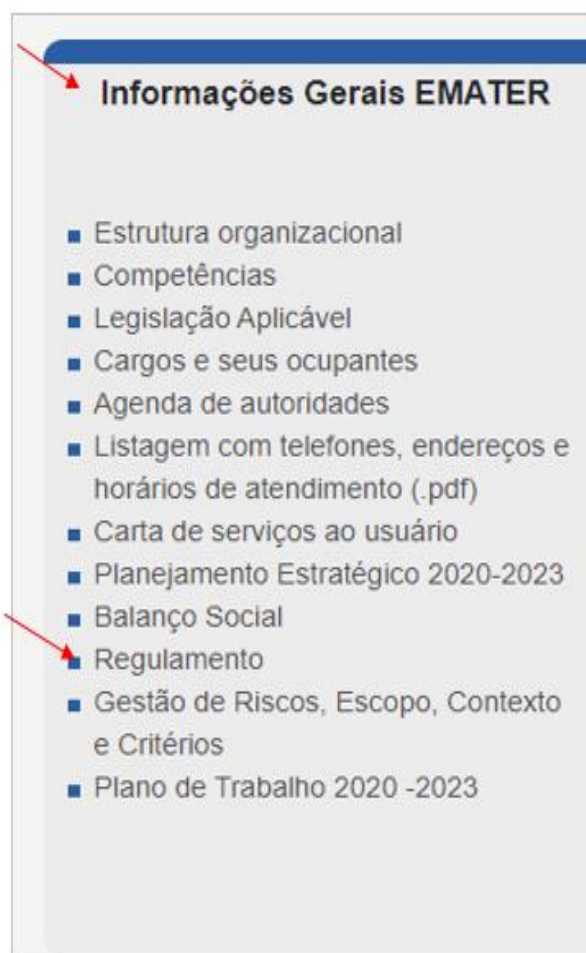 Informações Gerais EMATER
Estrutura organizacional
Competências
Legislação Aplicável
Cargos e seus ocupantes
Agenda de autoridades
Listagem com telefones, endereços e
horários de atendimento (.pdf)
Carta de serviços ao usuário
Planejamento Estratégico 2020-2023
Balanço Social
Regulamento
Gestão de Riscos, Escopo, Contexto
e Critérios
Plano de Trabalho 2020 -2023